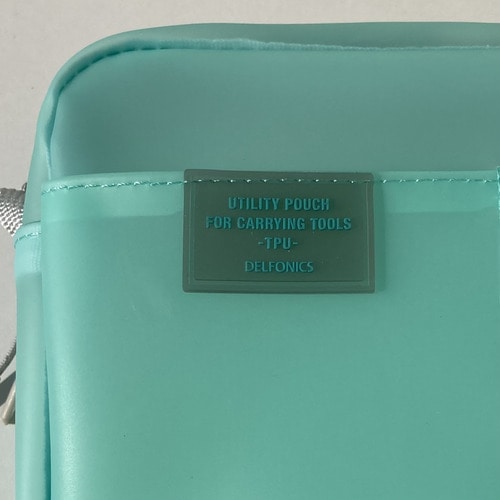 UTILITY POUCH
FOR CARRYING TOOLS
-TPU-
DELFONICS